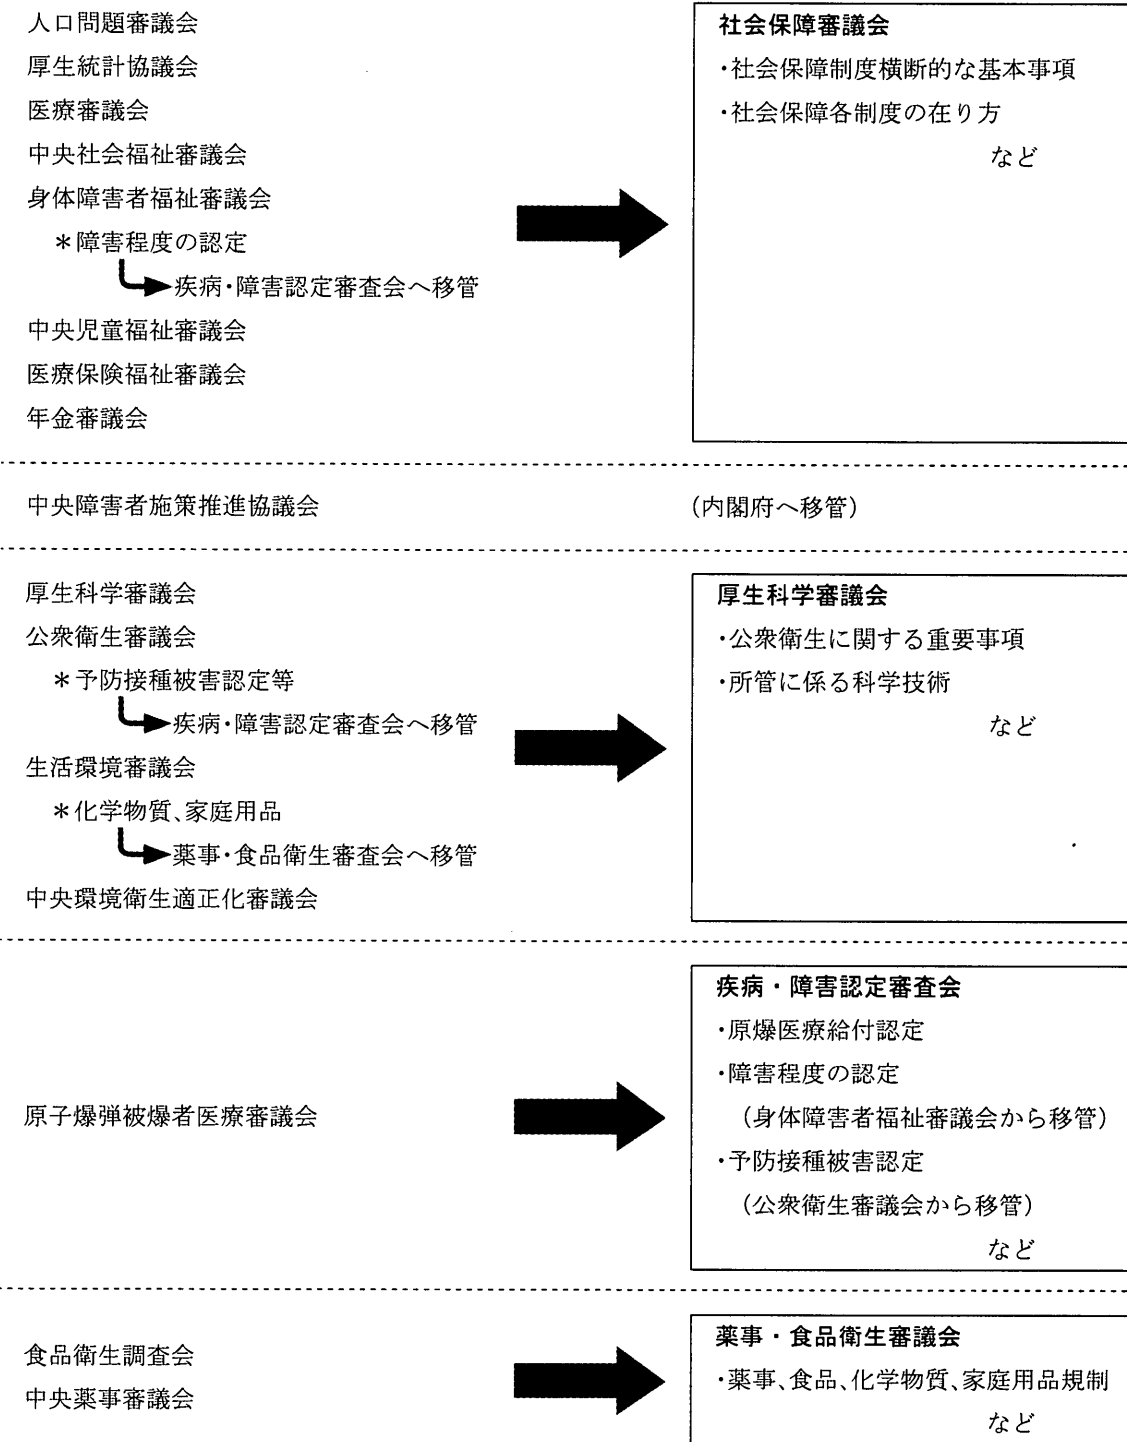 人口問題審議会
厚生統計協議会
医療審議会
中央社会福祉審議会
身体障害者福祉審議会
＊障害程度の認定
疾病・障害認定審査会へ移管
中央児童福祉審議会
医療保険福祉審議会
年金審議会
社会保障審議会
・社会保障制度横断的な基本事項
・社会保障各制度の在り方
など
中央障害者施策推進協議会
（内閣府へ移管）
厚生科学審議会
公衆衛生審議会
＊予防接種被害認定等
疾病・障害認定審査会へ移管
生活環境審議会
＊化学物質、家庭用品
薬事・食品衛生審査会へ移管
中央環境衛生適正化審議会
厚生科学審議会
・公衆衛生に関する重要事項
・所管に係る科学技術
など
原子爆弾被爆者医療審議会
疾病・障害認定審査会
・原爆医療給付認定
・障害程度の認定
（身体障害者福祉審議会から移管）
・予防接種被害認定
（公衆衛生審議会から移管）
など
食品衛生調査会
中央薬事審議会
薬事・食品衛生審議会
・薬事、食品、化学物質、家庭用品規制
など